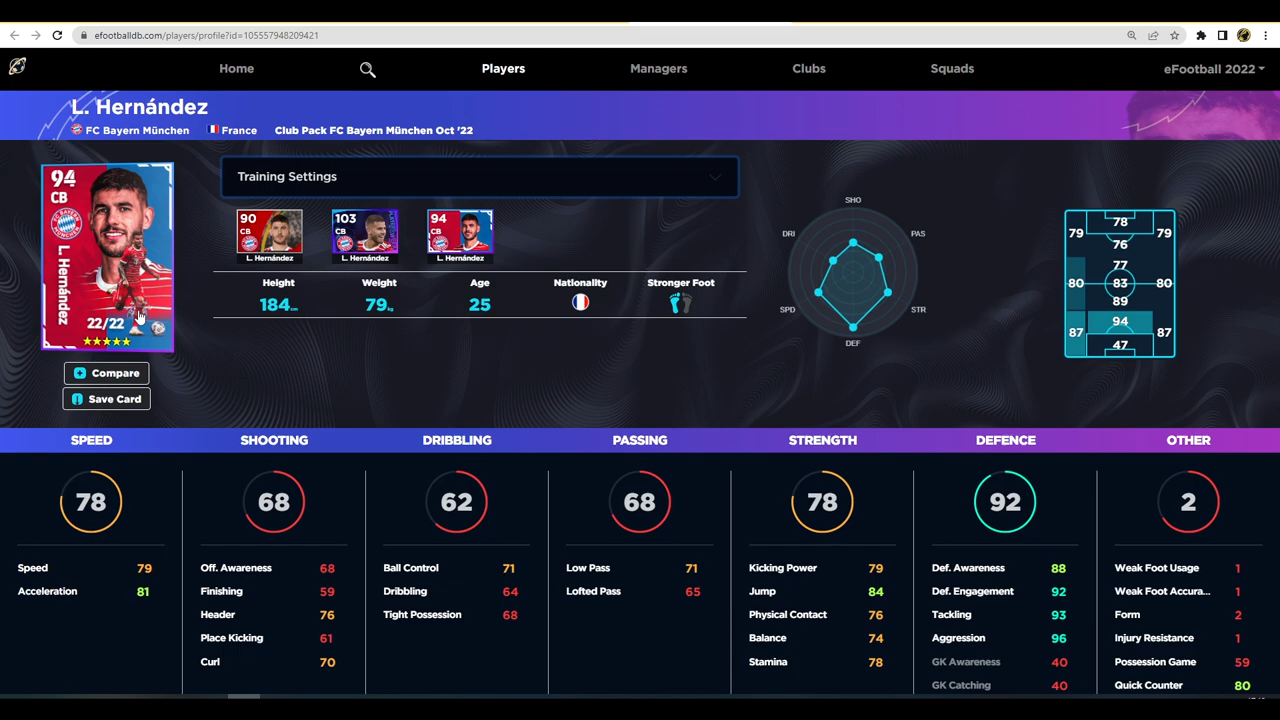 efootballdb.com/players/profile?id=105557948209421
Home Players Managers Clubs Squads eFootball 2022
L. Hernández
FC Bayern München France Club Pack FC Bayern München Oct '22
94
CB
L. Hernández
22/22
★★★★★
Compare
Save Card
Training Settings
90 CB L. Hernández
103 CB L. Hernández
94 CB L. Hernández
Height Weight Age Nationality Stronger Foot
184cm 79kg 25
SHO
PAS
STR
DEF
SPD
DRI
78
79 76 79
77
80 83 80
89
94
87 87
47
SPEED SHOOTING DRIBBLING PASSING STRENGTH DEFENCE OTHER
78 68 62 68 78 92 2
Speed 79
Acceleration 81
Off. Awareness 68
Finishing 59
Header 76
Place Kicking 61
Curl 70
Ball Control 71
Dribbling 64
Tight Possession 68
Low Pass 71
Lofted Pass 65
Kicking Power 79
Jump 84
Physical Contact 76
Balance 74
Stamina 78
Def. Awareness 88
Def. Engagement 92
Tackling 93
Aggression 96
GK Awareness 40
GK Catching 40
Weak Foot Usage 1
Weak Foot Accura... 1
Form 2
Injury Resistance 1
Possession Game 59
Quick Counter 80